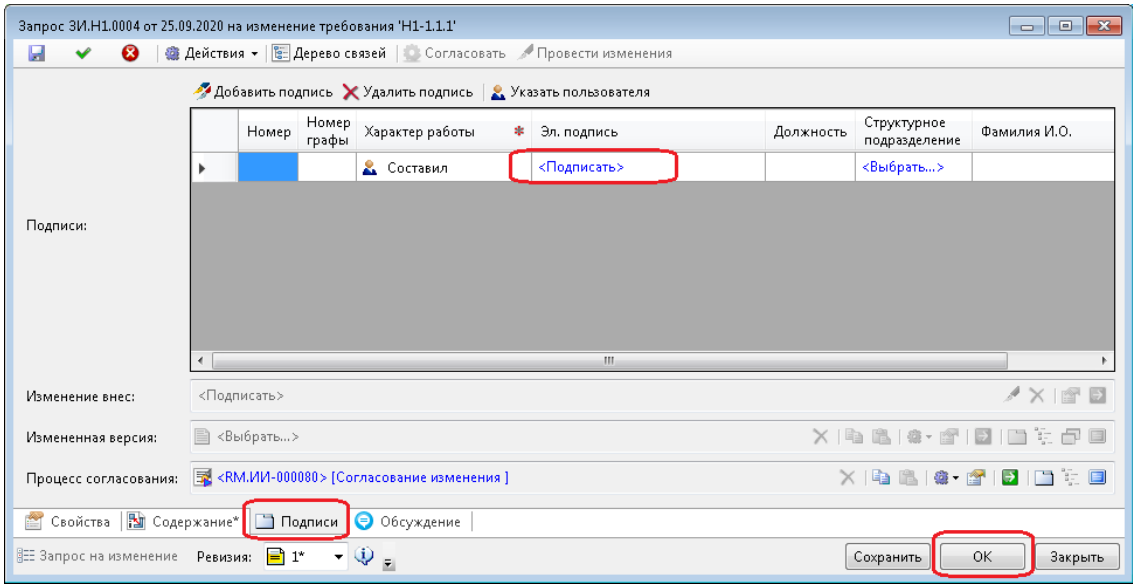 Запрос ЗИ.Н1.0004 от 25.09.2020 на изменение требования 'Н1-1.1.1'
Действия Дерево связей Согласовать Провести изменения
Добавить подпись Удалить подпись Указать пользователя
Номер Номер графы Характер работы * Эл. подпись Должность Структурное подразделение Фамилия И.О.
Составил <Подписать> <Выбрать...>
Подписи:
Изменение внес: <Подписать>
Измененная версия: <Выбрать...>
Процесс согласования: <RM.ИИ-000080> [Согласование изменения ]
Свойства Содержание* Подписи Обсуждение
Запрос на изменение Ревизия: 1* Сохранить ОК Закрыть